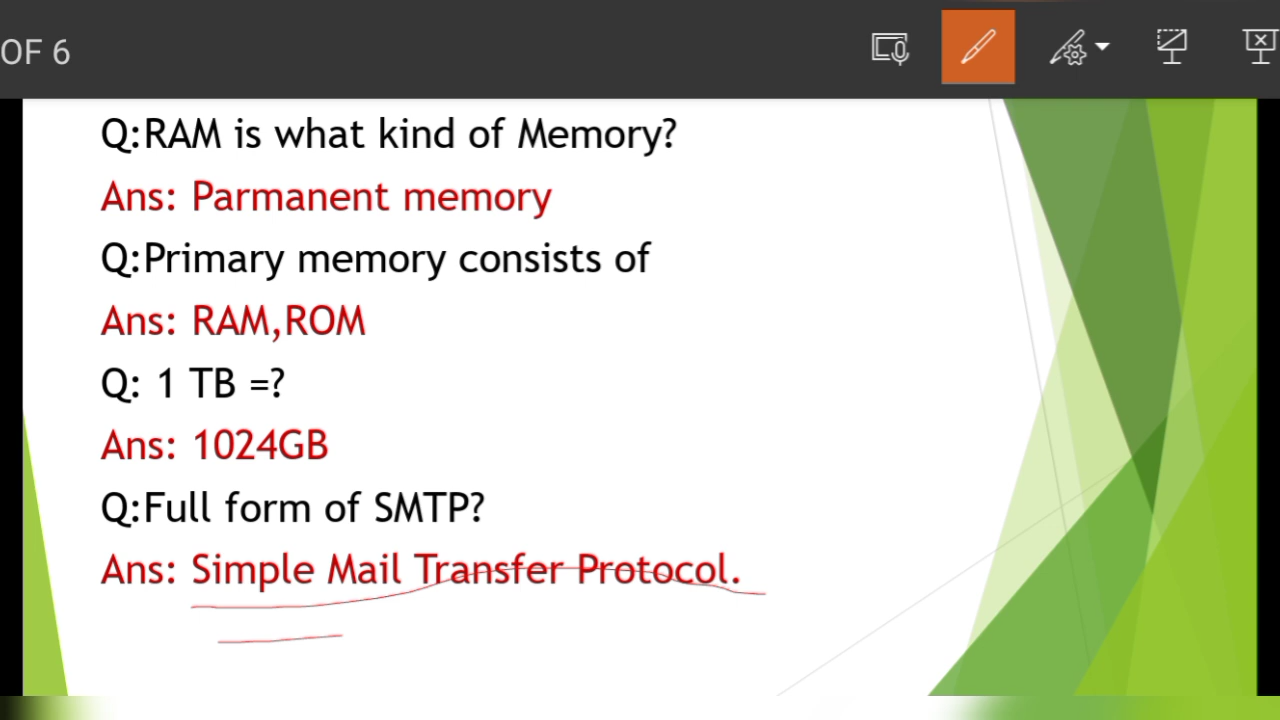 OF 6
Q:RAM is what kind of Memory?
Ans: Parmanent memory
Q:Primary memory consists of
Ans: RAM,ROM
Q: 1 TB =?
Ans: 1024GB
Q:Full form of SMTP?
Ans: Simple Mail Transfer Protocol.